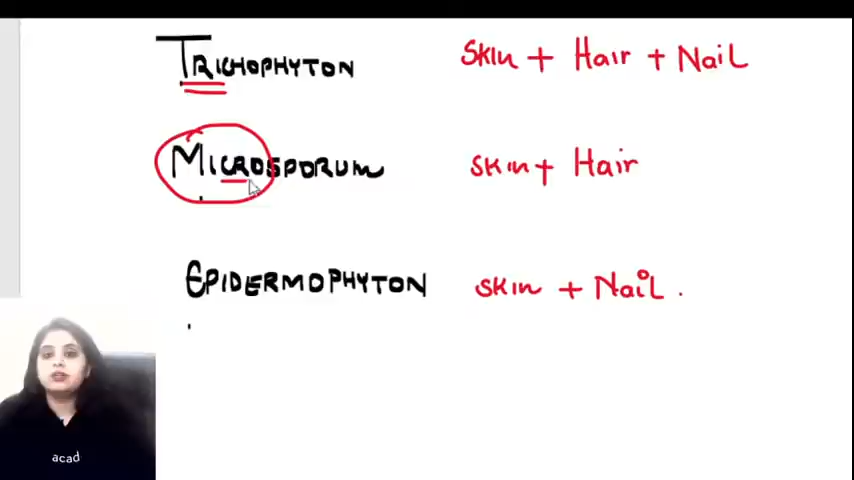 TRICHOPHYTON Skin + Hair + Nail
MICROSPORUM skin + Hair
EPIDERMOPHYTON skin + Nail .
acad